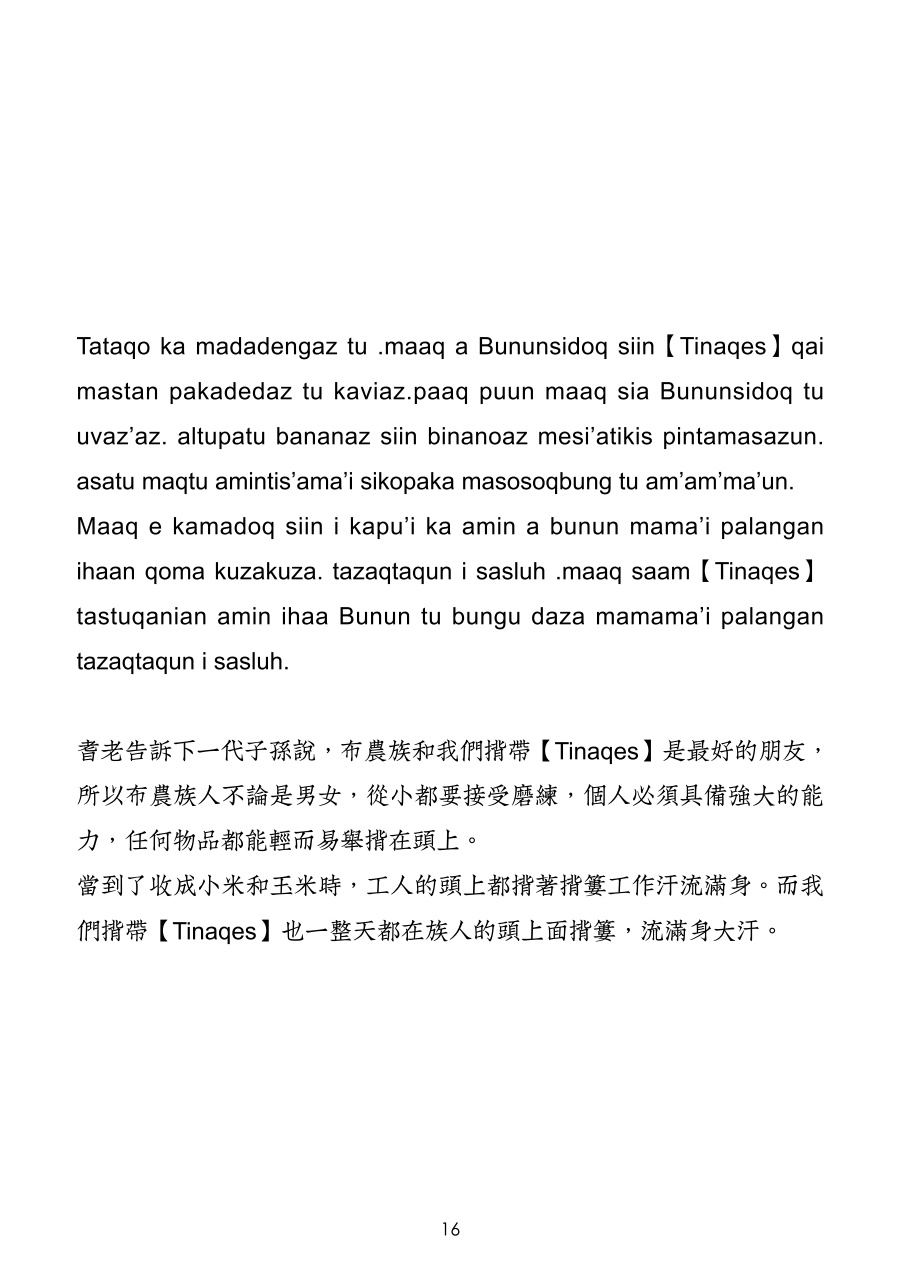 Tataqo ka madadengaz tu .maaq a Bununsidoq siin【Tinaqes】qai
mastan pakadedaz tu kaviaz.paaq puun maaq sia Bununsidoq tu
uvaz’az. altupatu bananaz siin binanoaz mesi’atikis pintamasazun.
asatu maqtu amintis’ama’i sikopaka masosoqbung tu am’am’ma’un.
Maaq e kamadoq siin i kapu’i ka amin a bunun mama’i palangan
ihaan qoma kuzakuza. tazaqtaqun i sasluh .maaq saam【Tinaqes】
tastuqanian amin ihaa Bunun tu bungu daza mamama’i palangan
tazaqtaqun i sasluh.
耆老告訴下一代子孫說，布農族和我們揹帶【Tinaqes】是最好的朋友，
所以布農族人不論是男女，從小都要接受磨練，個人必須具備強大的能
力，任何物品都能輕而易舉揹在頭上。
當到了收成小米和玉米時，工人的頭上都揹著揹簍工作汗流滿身。而我
們揹帶【Tinaqes】也一整天都在族人的頭上面揹簍，流滿身大汗。
16